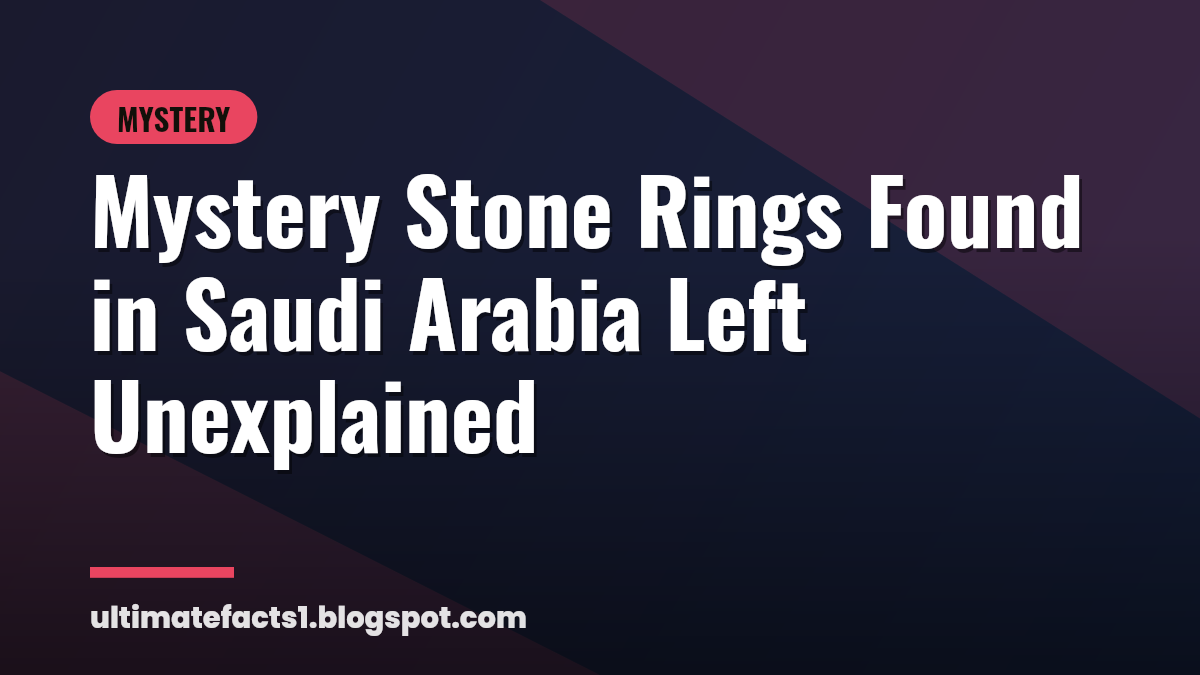 MYSTERY
Mystery Stone Rings Found
in Saudi Arabia Left
Unexplained
ultimatefacts1.blogspot.com